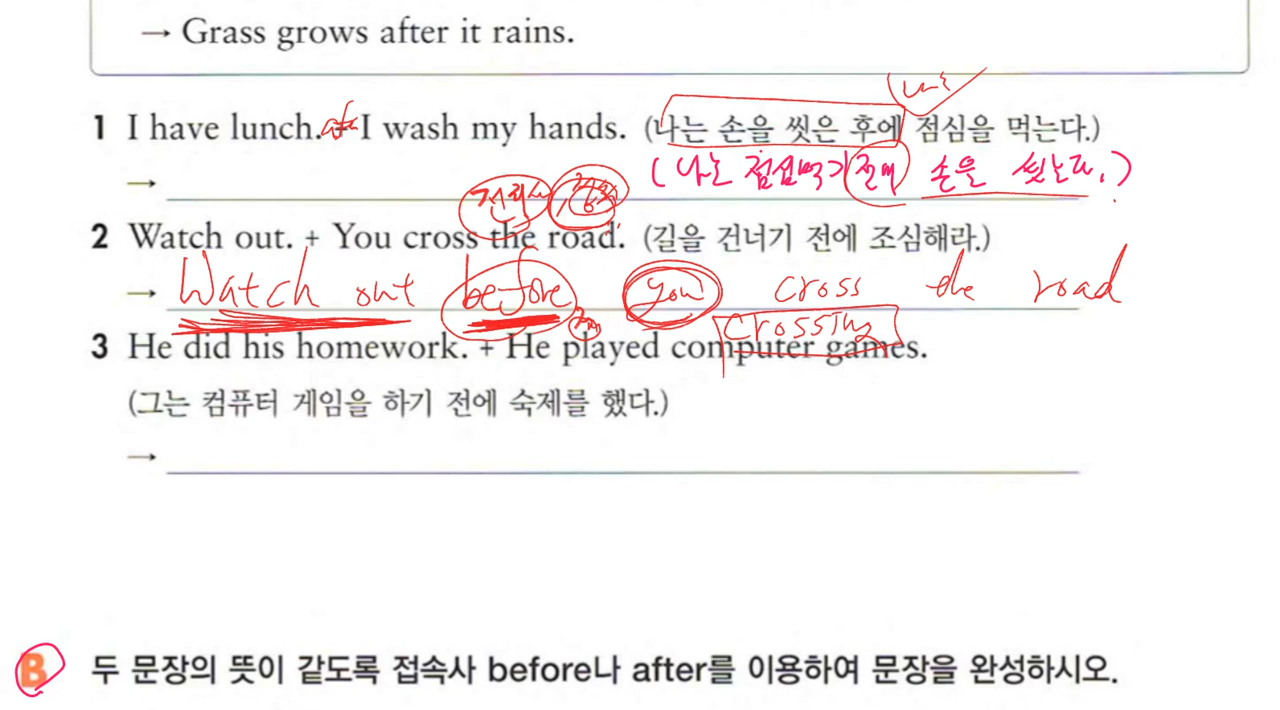 → Grass grows after it rains.
1 I have lunch. + I wash my hands. (나는 손을 씻은 후에 점심을 먹는다.)
→ (나는 점심먹기 전에 손을 씻는다.)
전치사, 접속
2 Watch out. + You cross the road. (길을 건너기 전에 조심해라.)
→ Watch out before you cross the road
crossing
3 He did his homework. + He played computer games.
(그는 컴퓨터 게임을 하기 전에 숙제를 했다.)
→
B 두 문장의 뜻이 같도록 접속사 before나 after를 이용하여 문장을 완성하시오.